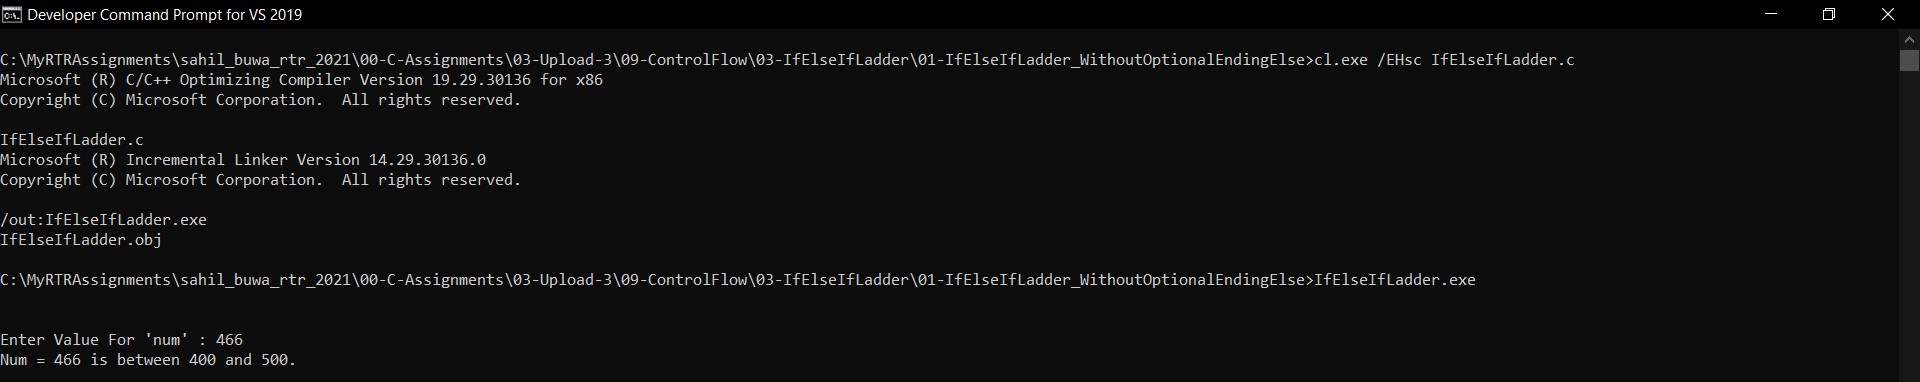 Developer Command Prompt for VS 2019
C:\MyRTRAssignments\sahil_buwa_rtr_2021\00-C-Assignments\03-Upload-3\09-ControlFlow\03-IfElseIfLadder\01-IfElseIfLadder_WithoutOptionalEndingElse>cl.exe /EHsc IfElseIfLadder.c
Microsoft (R) C/C++ Optimizing Compiler Version 19.29.30136 for x86
Copyright (C) Microsoft Corporation.  All rights reserved.
IfElseIfLadder.c
Microsoft (R) Incremental Linker Version 14.29.30136.0
Copyright (C) Microsoft Corporation.  All rights reserved.
/out:IfElseIfLadder.exe
IfElseIfLadder.obj
C:\MyRTRAssignments\sahil_buwa_rtr_2021\00-C-Assignments\03-Upload-3\09-ControlFlow\03-IfElseIfLadder\01-IfElseIfLadder_WithoutOptionalEndingElse>IfElseIfLadder.exe
Enter Value For 'num' : 466
Num = 466 is between 400 and 500.